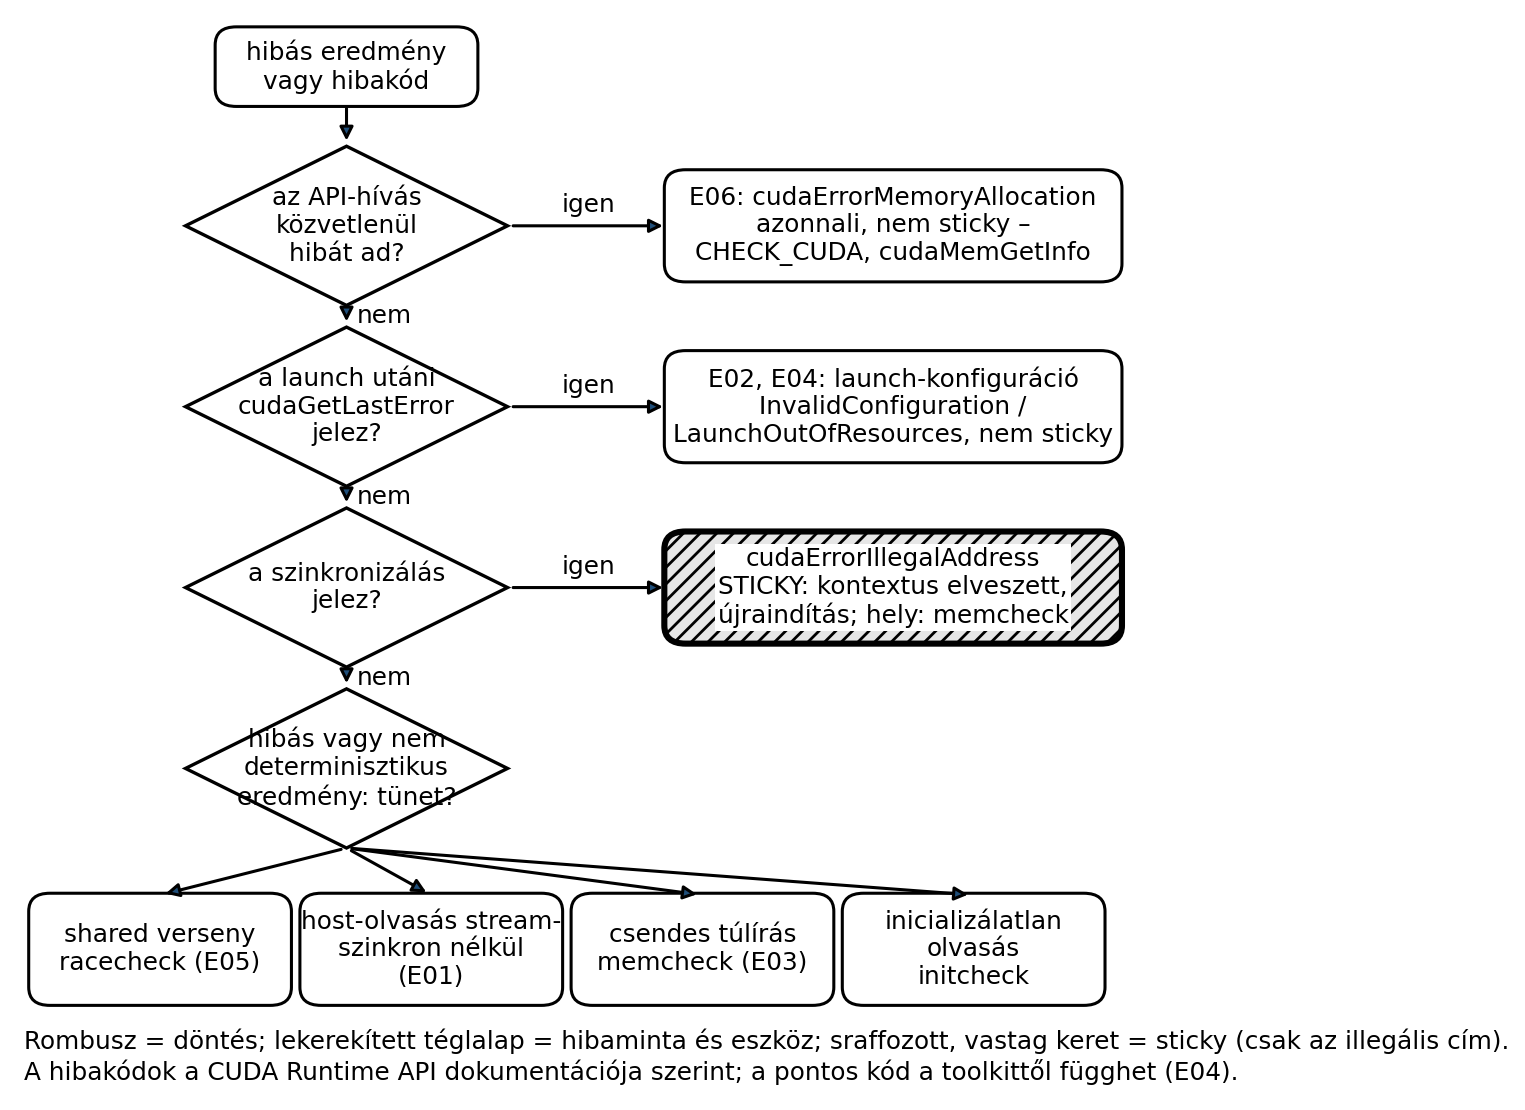 hibás eredmény
vagy hibakód
az API-hívás
közvetlenül
hibát ad?
igen
E06: cudaErrorMemoryAllocation
azonnali, nem sticky –
CHECK_CUDA, cudaMemGetInfo
nem
a launch utáni
cudaGetLastError
jelez?
igen
E02, E04: launch-konfiguráció
InvalidConfiguration /
LaunchOutOfResources, nem sticky
nem
a szinkronizálás
jelez?
igen
cudaErrorIllegalAddress
STICKY: kontextus elveszett,
újraindítás; hely: memcheck
nem
hibás vagy nem
determinisztikus
eredmény: tünet?
shared verseny
racecheck (E05)
host-olvasás stream-
szinkron nélkül
(E01)
csendes túlírás
memcheck (E03)
inicializálatlan
olvasás
initcheck
Rombusz = döntés; lekerekített téglalap = hibaminta és eszköz; sraffozott, vastag keret = sticky (csak az illegális cím).
A hibakódok a CUDA Runtime API dokumentációja szerint; a pontos kód a toolkittől függhet (E04).